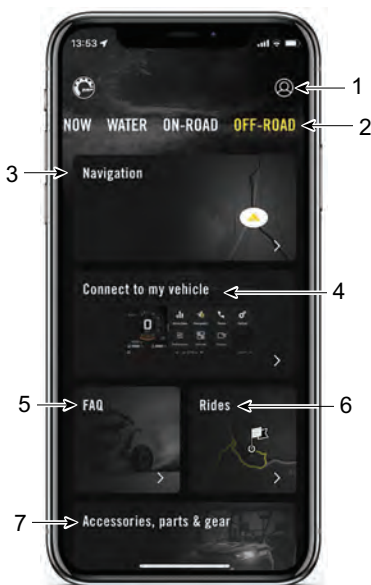 13:53
1
NOW WATER ON-ROAD OFF-ROAD
2
3
Navigation
Connect to my vehicle
4
0
5
FAQ
Rides
6
7
Accessories, parts & gear